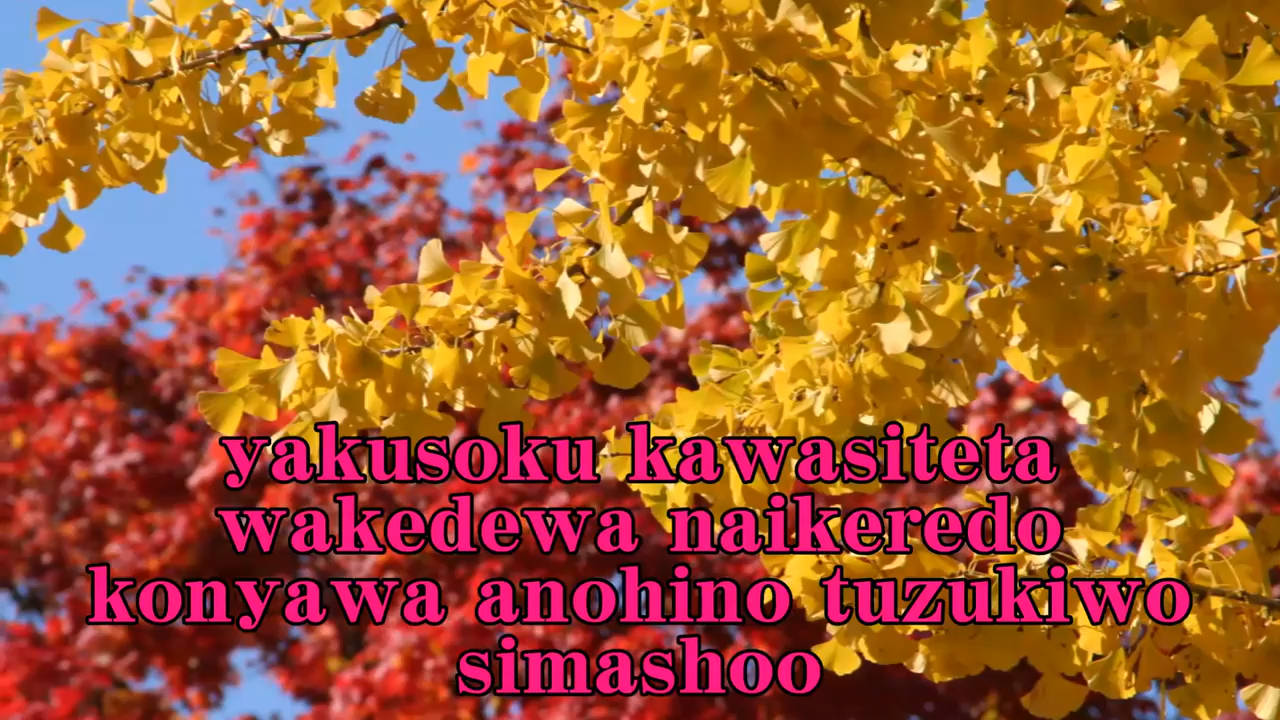 yakusoku kawasiteta
wakedewa naikeredo
konyawa anohino tuzukiwo
simashoo